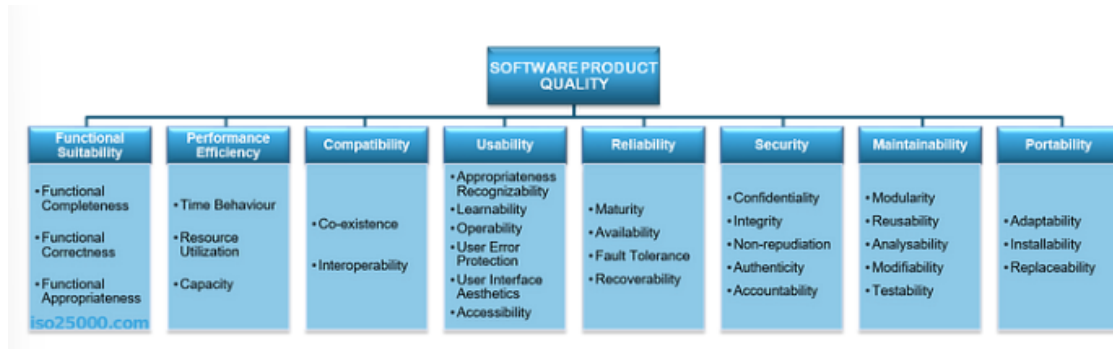 SOFTWARE PRODUCT
QUALITY
Functional
Suitability
• Functional
Completeness
• Functional
Correctness
• Functional
Appropriateness
iso25000.com
Performance
Efficiency
• Time Behaviour
• Resource
Utilization
• Capacity
Compatibility
• Co-existence
• Interoperability
Usability
• Appropriateness
Recognizability
• Learnability
• Operability
• User Error
Protection
• User Interface
Aesthetics
• Accessibility
Reliability
• Maturity
• Availability
• Fault Tolerance
• Recoverability
Security
• Confidentiality
• Integrity
• Non-repudiation
• Authenticity
• Accountability
Maintainability
• Modularity
• Reusability
• Analysability
• Modifiability
• Testability
Portability
• Adaptability
• Installability
• Replaceability